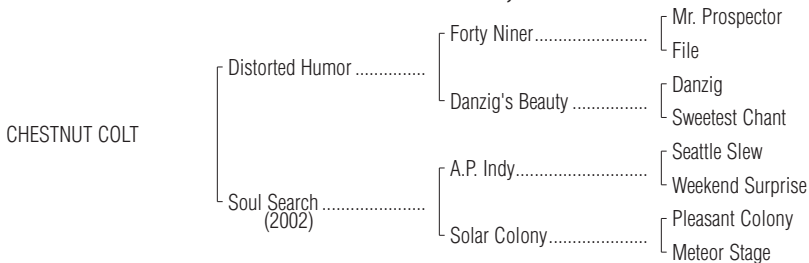 Mr. Prospector
Forty Niner......................
File
Distorted Humor ...............
Danzig
Danzig's Beauty ................
Sweetest Chant
CHESTNUT COLT
Seattle Slew
A.P. Indy..........................
Weekend Surprise
Soul Search ......................
(2002)
Pleasant Colony
Solar Colony....................
Meteor Stage